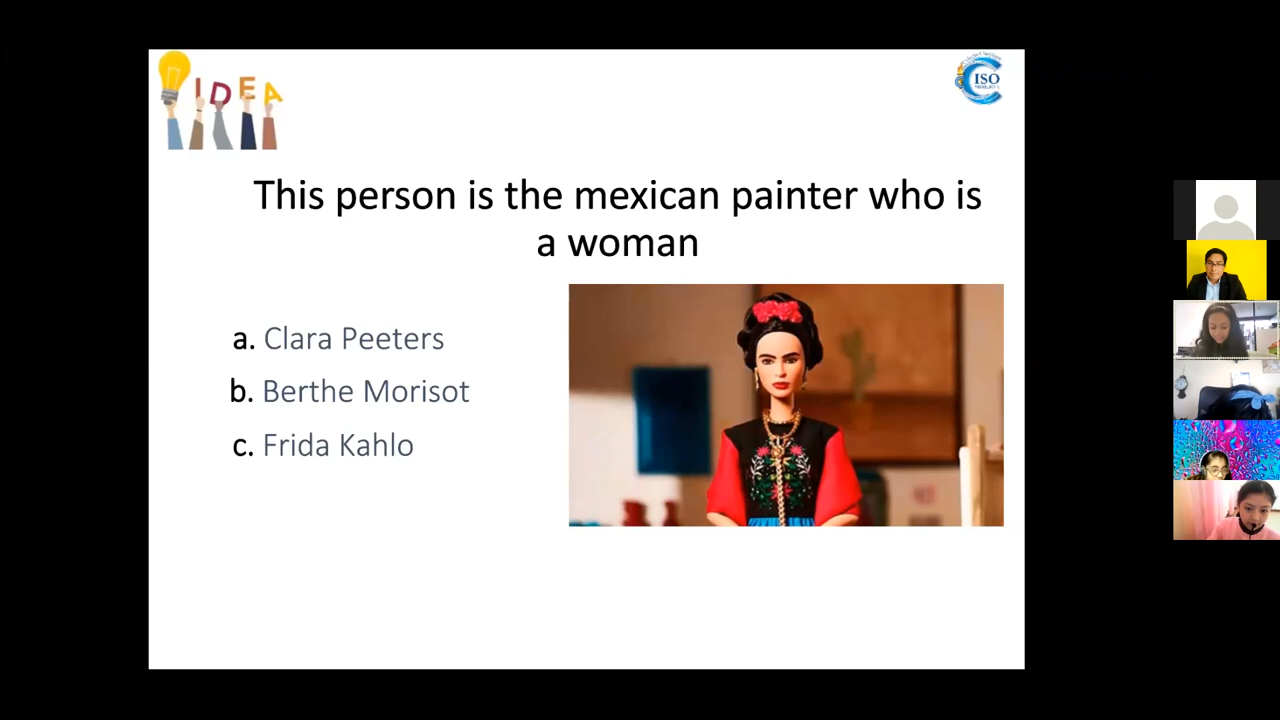 IDEA
ISO
This person is the mexican painter who is
a woman
a. Clara Peeters
b. Berthe Morisot
c. Frida Kahlo